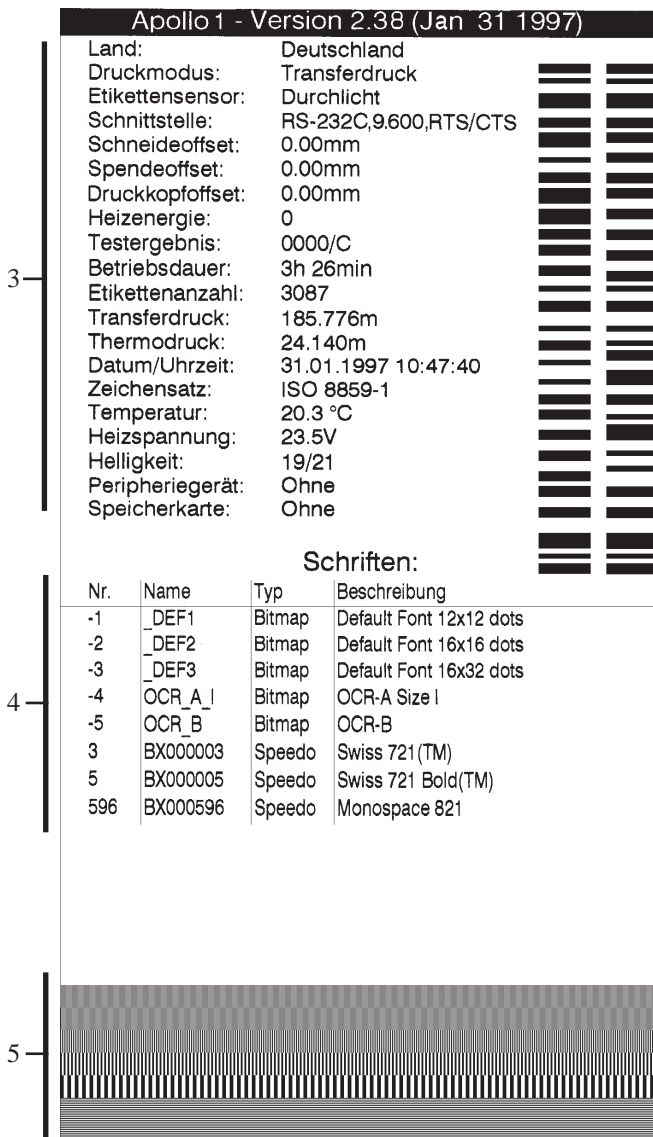 Apollo 1 - Version 2.38 (Jan 31 1997)
Land: Deutschland
Druckmodus: Transferdruck
Etikettensensor: Durchlicht
Schnittstelle: RS-232C,9.600,RTS/CTS
Schneideoffset: 0.00mm
Spendeoffset: 0.00mm
Druckkopfoffset: 0.00mm
Heizenergie: 0
Testergebnis: 0000/C
Betriebsdauer: 3h 26min
3
Etikettenanzahl: 3087
Transferdruck: 185.776m
Thermodruck: 24.140m
Datum/Uhrzeit: 31.01.1997 10:47:40
Zeichensatz: ISO 8859-1
Temperatur: 20.3 °C
Heizspannung: 23.5V
Helligkeit: 19/21
Peripheriegerät: Ohne
Speicherkarte: Ohne
Schriften:
Nr. Name Typ Beschreibung
-1 _DEF1 Bitmap Default Font 12x12 dots
-2 _DEF2 Bitmap Default Font 16x16 dots
-3 _DEF3 Bitmap Default Font 16x32 dots
4
-4 OCR_A_I Bitmap OCR-A Size I
-5 OCR_B Bitmap OCR-B
3 BX000003 Speedo Swiss 721(TM)
5 BX000005 Speedo Swiss 721 Bold(TM)
596 BX000596 Speedo Monospace 821
5